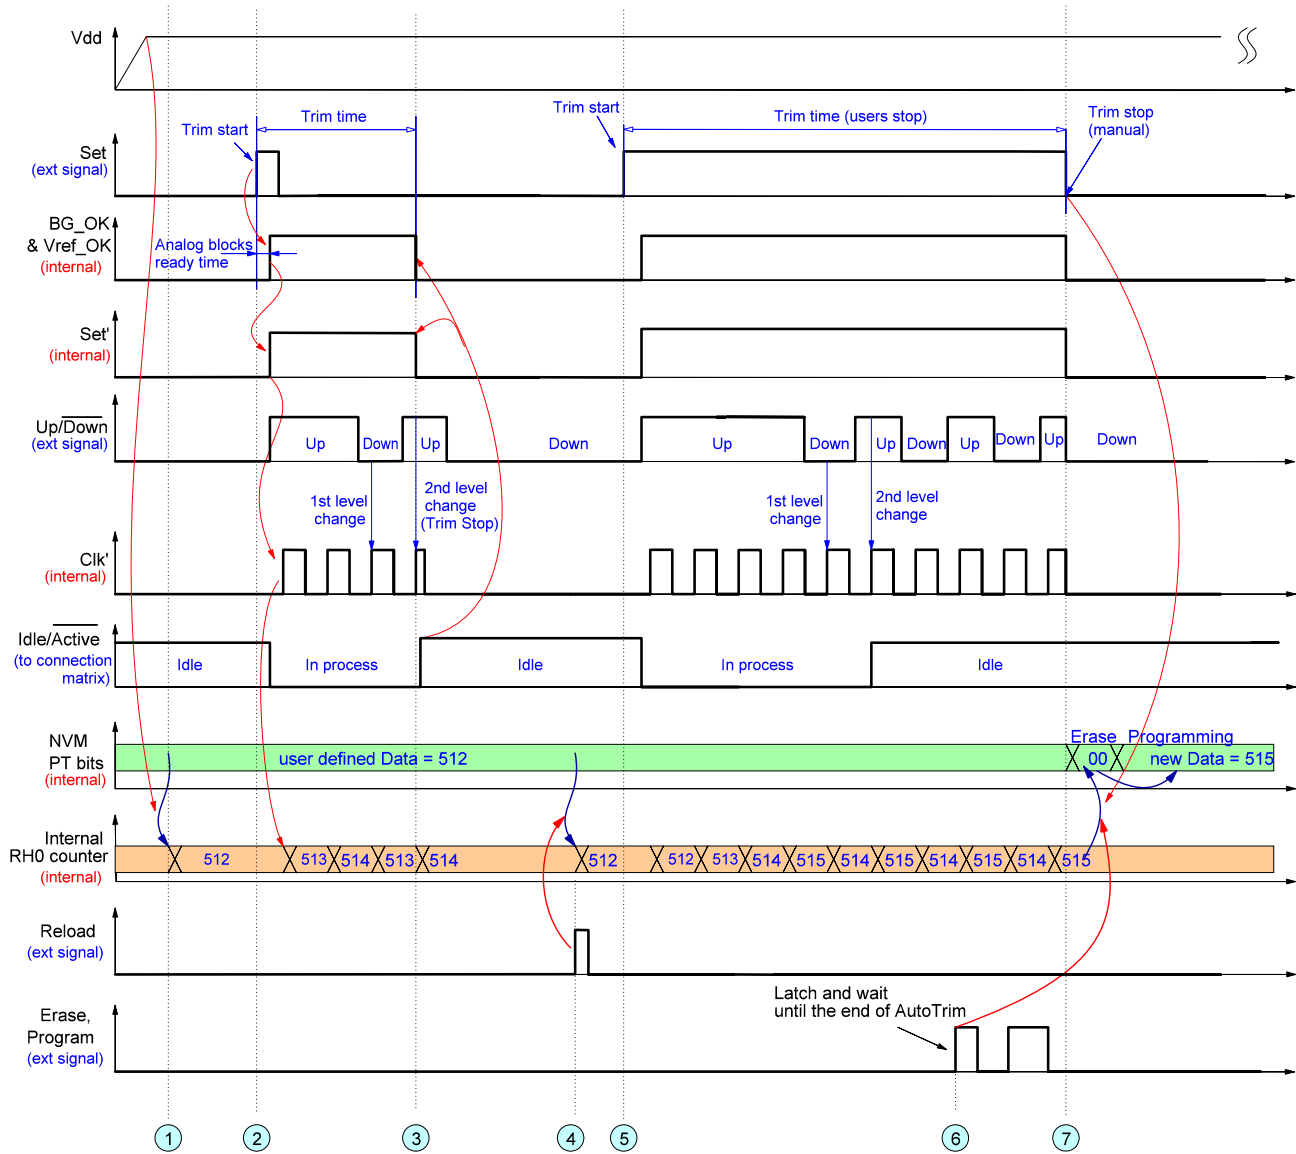 Vdd
Trim start
Trim time
Trim start
Trim time (users stop)
Trim stop
(manual)
Set
(ext signal)
BG_OK
& Vref_OK
(internal)
Analog blocks
ready time
Set'
(internal)
Up/Down
(ext signal)
Up
Down
Up
Down
Up
Down
Up
Down
Up
Down
Up
Down
1st level
change
2nd level
change
(Trim Stop)
1st level
change
2nd level
change
Clk'
(internal)
Idle/Active
(to connection
matrix)
Idle
In process
Idle
In process
Idle
NVM
PT bits
(internal)
user defined Data = 512
Erase
Programming
00
new Data = 515
Internal
RH0 counter
(internal)
512
513
514
513
514
512
512
513
514
515
514
515
514
515
514
515
Reload
(ext signal)
Latch and wait
until the end of AutoTrim
Erase,
Program
(ext signal)
1
2
3
4
5
6
7